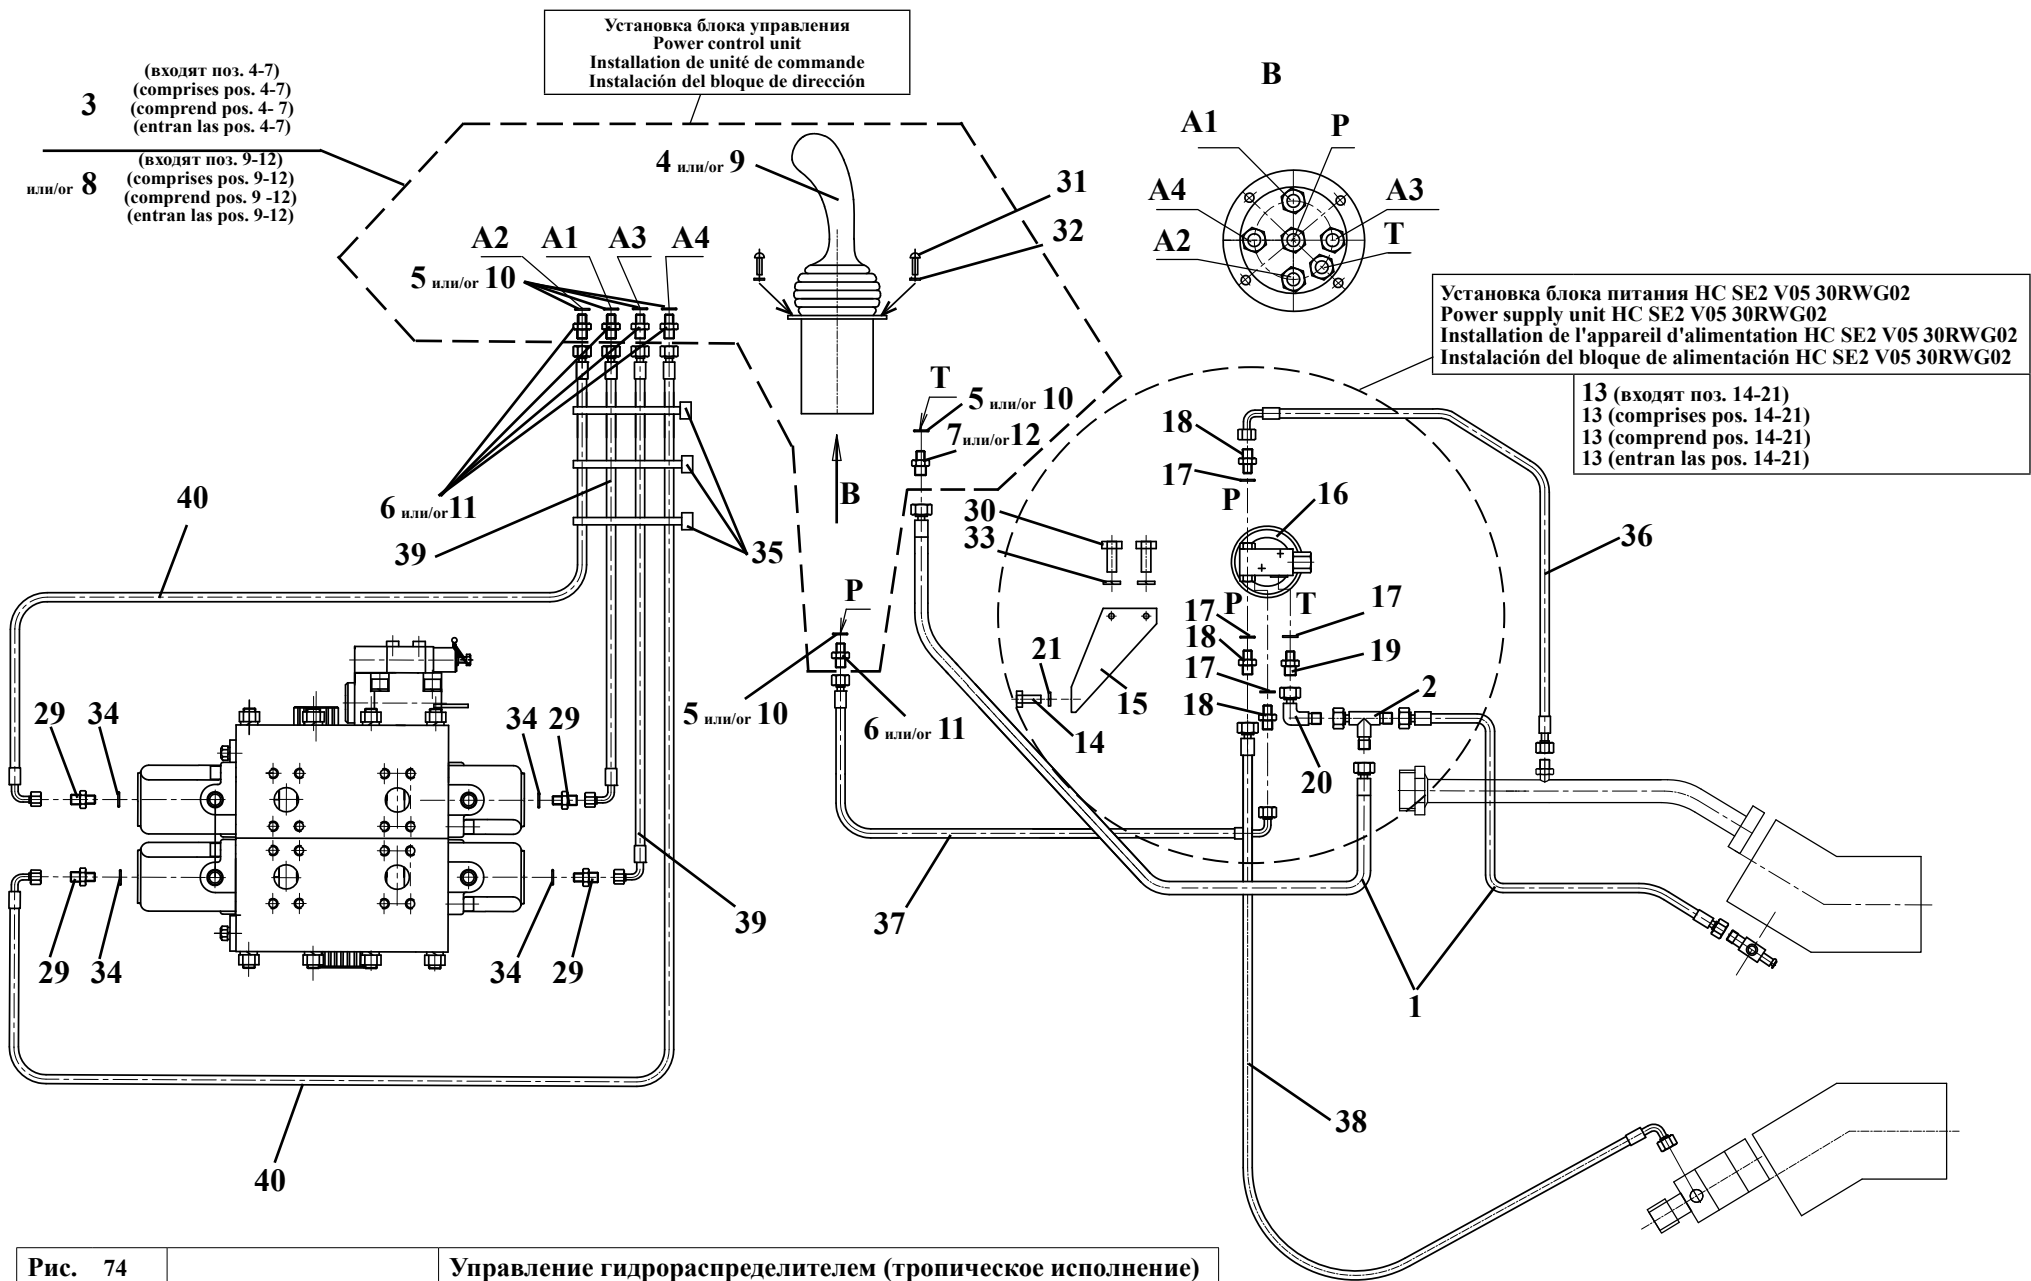 Установка блока управления
Power control unit
Installation de unité de commande
Instalación del bloque de dirección
3
(входят поз. 4-7)
(comprises pos. 4-7)
(comprend pos. 4- 7)
(entran las pos. 4-7)
или/or 8
(входят поз. 9-12)
(comprises pos. 9-12)
(comprend pos. 9 -12)
(entran las pos. 9-12)
4 или/or 9
31
32
B
A1
P
A4
A3
A2
T
A2
A1
A3
A4
5 или/or 10
Установка блока питания HC SE2 V05 30RWG02
Power supply unit HC SE2 V05 30RWG02
Installation de l'appareil d'alimentation HC SE2 V05 30RWG02
Instalación del bloque de alimentación HC SE2 V05 30RWG02
13 (входят поз. 14-21)
13 (comprises pos. 14-21)
13 (comprend pos. 14-21)
13 (entran las pos. 14-21)
T
5 или/or 10
7или/or12
18
17
P
16
30
33
36
B
40
6 или/or 11
39
35
P
P
T
17
17
18
19
17
21
15
18
2
14
20
5 или/or 10
6 или/or 11
29
34
34
29
29
34
34
29
39
37
1
38
40
Рис. 74
Управление гидрораспределителем (тропическое исполнение)